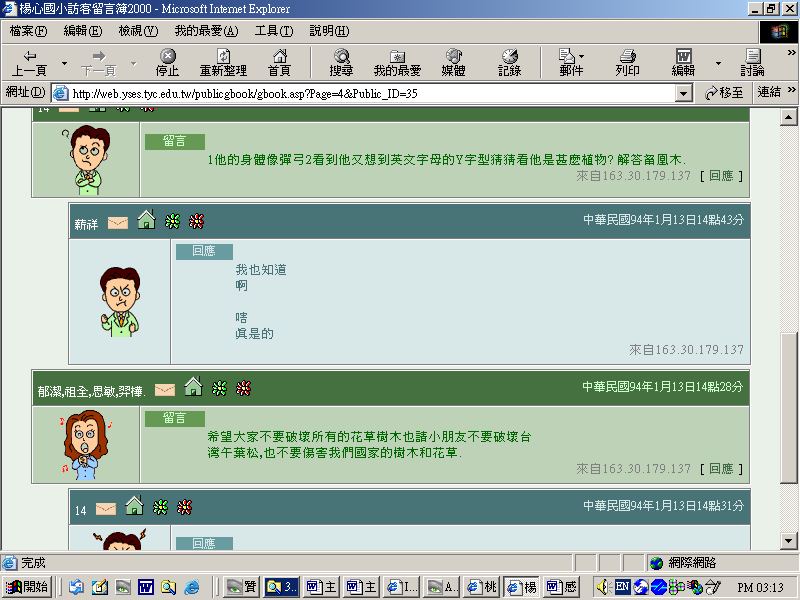 楊心國小訪客留言簿2000 - Microsoft Internet Explorer
檔案(F) 編輯(E) 檢視(V) 我的最愛(A) 工具(T) 說明(H)
上一頁 下一頁 停止 重新整理 首頁 搜尋 我的最愛 媒體 記錄 郵件 列印 編輯 討論
網址(D) http://web.yses.tyc.edu.tw/publicgbook/gbook.asp?Page=4&Public_ID=35 移至 連結 »
14
留言
1他的身體像彈弓2看到他又想到英文字母的Y字型猜猜看他是甚麼植物? 解答當凰木.
來自163.30.179.137 [ 回應 ]
薪祥 中華民國94年1月13日14點43分
回應
我也知道
啊
嗐
真是的
來自163.30.179.137
郁潔,祖全,思敏,羿樺. 中華民國94年1月13日14點28分
留言
希望大家不要破壞所有的花草樹木也請小朋友不要破壞台
灣午葉松,也不要傷害我們國家的樹木和花草.
來自163.30.179.137 [ 回應 ]
14 中華民國94年1月13日14點31分
回應
完成 網際網路
開始 贊 3.. 主 主 I... A.. 桃 楊 感 EN PM 03:13